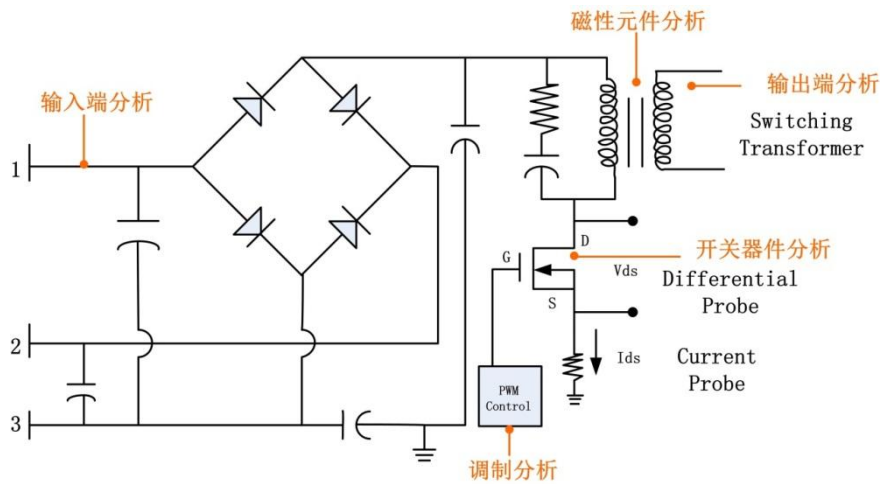 磁性元件分析
输入端分析
输出端分析
Switching
Transformer
1
D
G
开关器件分析
Vds
Differential
Probe
S
2
Ids
Current
Probe
PWM
Control
3
调制分析